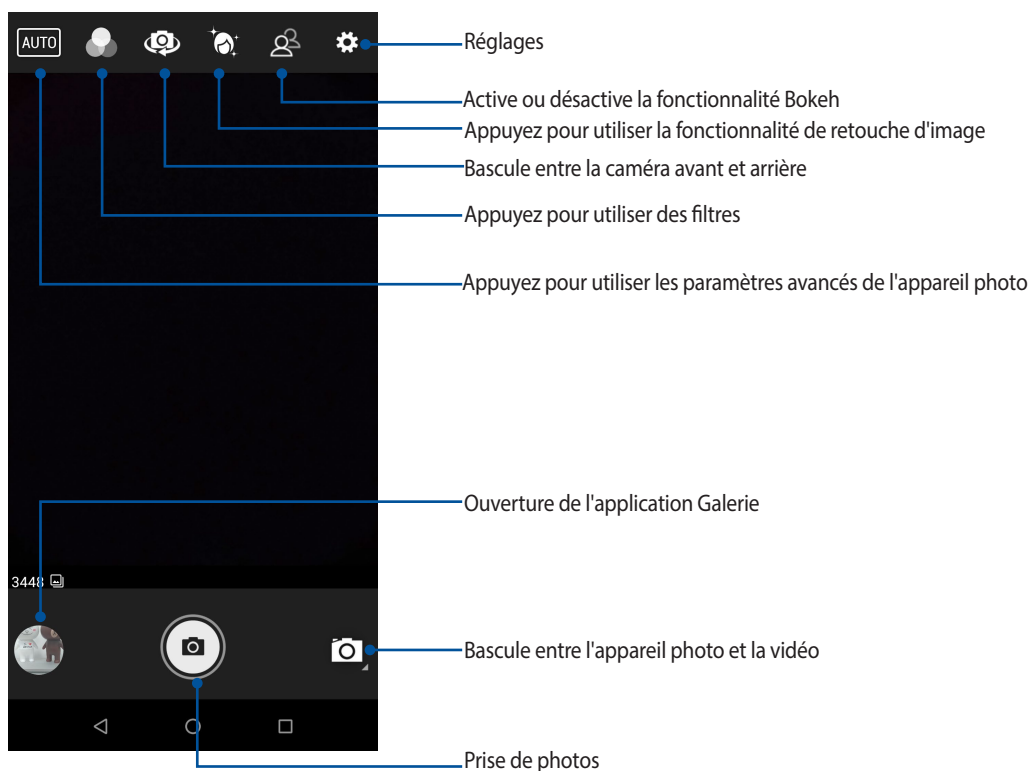 AUTO
Réglages
Active ou désactive la fonctionnalité Bokeh
Appuyez pour utiliser la fonctionnalité de retouche d'image
Bascule entre la caméra avant et arrière
Appuyez pour utiliser des filtres
Appuyez pour utiliser les paramètres avancés de l'appareil photo
Ouverture de l'application Galerie
3448
Bascule entre l'appareil photo et la vidéo
Prise de photos